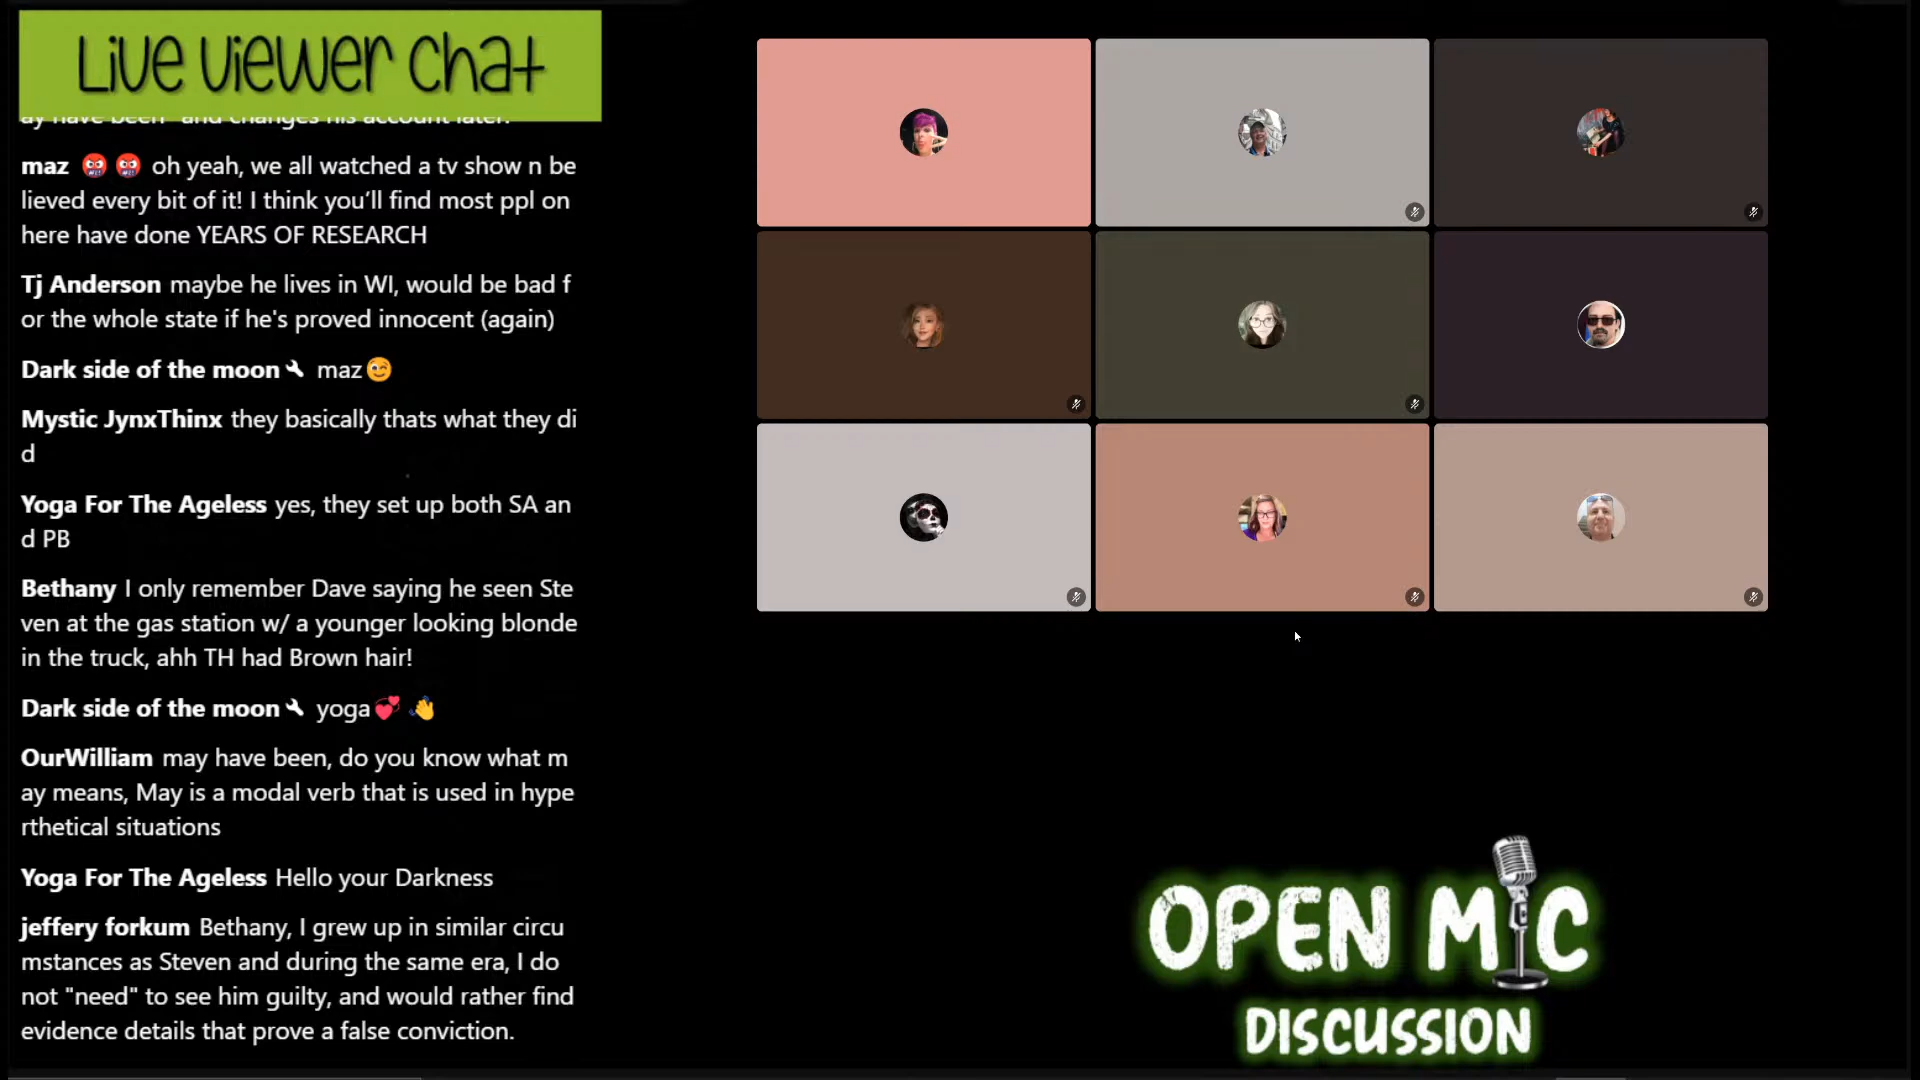 Live Viewer Chat
ay have been" and changes his account later.
maz oh yeah, we all watched a tv show n be
lieved every bit of it! I think you’ll find most ppl on
here have done YEARS OF RESEARCH
Tj Anderson maybe he lives in WI, would be bad f
or the whole state if he's proved innocent (again)
Dark side of the moon maz
Mystic JynxThinx they basically thats what they di
d
Yoga For The Ageless yes, they set up both SA an
d PB
Bethany I only remember Dave saying he seen Ste
ven at the gas station w/ a younger looking blonde
in the truck, ahh TH had Brown hair!
Dark side of the moon yoga
OurWilliam may have been, do you know what m
ay means, May is a modal verb that is used in hype
rthetical situations
Yoga For The Ageless Hello your Darkness
jeffery forkum Bethany, I grew up in similar circu
mstances as Steven and during the same era, I do
not "need" to see him guilty, and would rather find
evidence details that prove a false conviction.
OPEN MIC
DISCUSSION